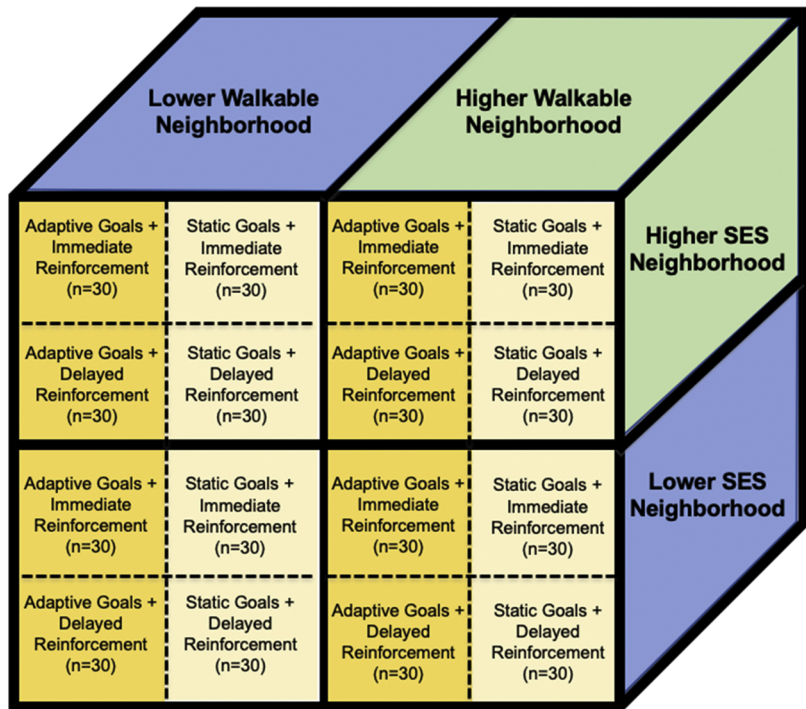 Lower Walkable
Neighborhood
Higher Walkable
Neighborhood
Higher SES
Neighborhood
Lower SES
Neighborhood
Adaptive Goals +
Immediate
Reinforcement
(n=30)
Static Goals +
Immediate
Reinforcement
(n=30)
Adaptive Goals +
Immediate
Reinforcement
(n=30)
Static Goals +
Immediate
Reinforcement
(n=30)
Adaptive Goals +
Delayed
Reinforcement
(n=30)
Static Goals +
Delayed
Reinforcement
(n=30)
Adaptive Goals +
Delayed
Reinforcement
(n=30)
Static Goals +
Delayed
Reinforcement
(n=30)
Adaptive Goals +
Immediate
Reinforcement
(n=30)
Static Goals +
Immediate
Reinforcement
(n=30)
Adaptive Goals +
Immediate
Reinforcement
(n=30)
Static Goals +
Immediate
Reinforcement
(n=30)
Adaptive Goals +
Delayed
Reinforcement
(n=30)
Static Goals +
Delayed
Reinforcement
(n=30)
Adaptive Goals +
Delayed
Reinforcement
(n=30)
Static Goals +
Delayed
Reinforcement
(n=30)